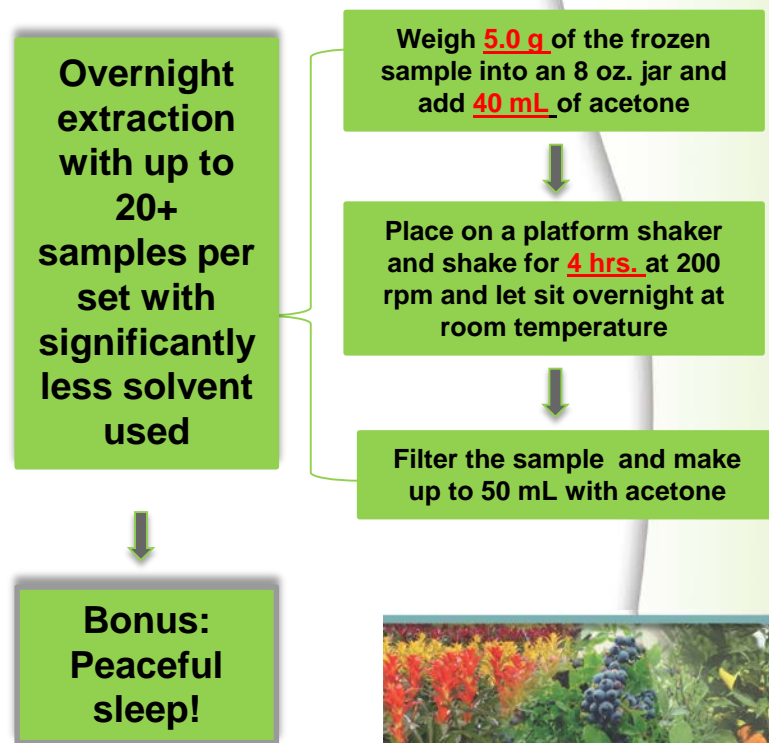 Overnight
extraction
with up to
20+
samples per
set with
significantly
less solvent
used
Bonus:
Peaceful
sleep!
Weigh 5.0 g of the frozen
sample into an 8 oz. jar and
add 40 mL of acetone
Place on a platform shaker
and shake for 4 hrs. at 200
rpm and let sit overnight at
room temperature
Filter the sample and make
up to 50 mL with acetone